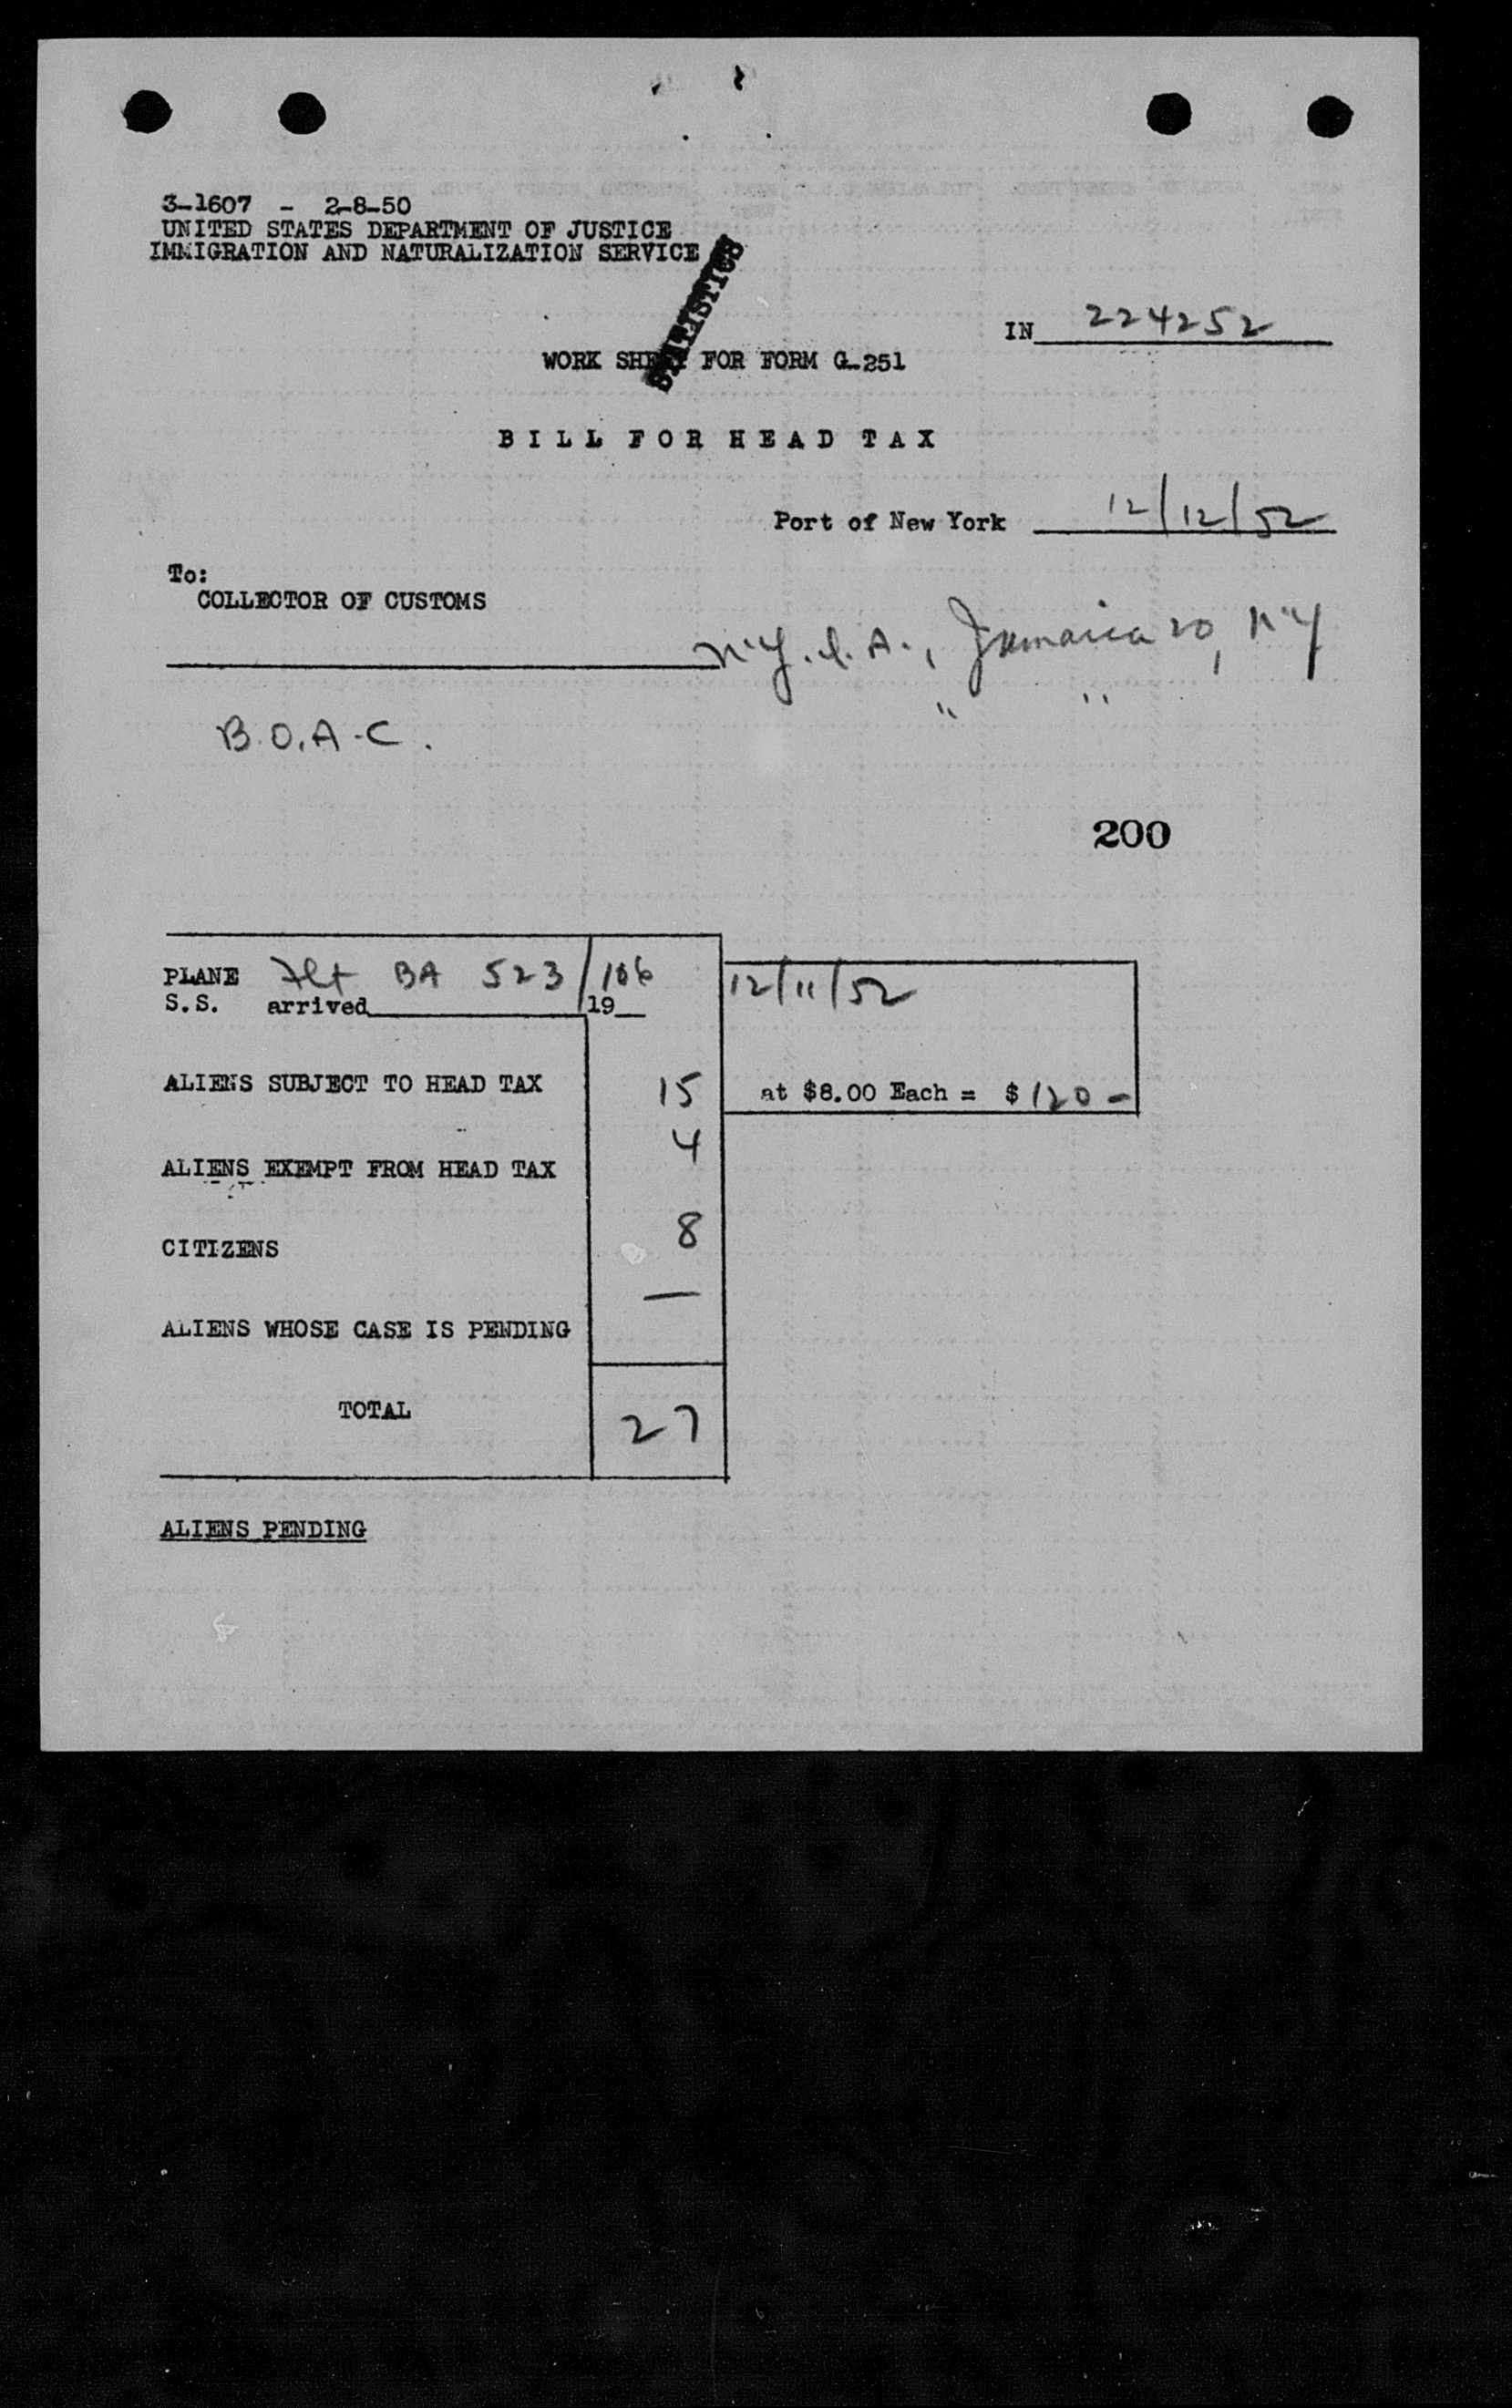 3-1607 - 2-8-50
UNITED STATES DEPARTMENT OF JUSTICE
IMMIGRATION AND NATURALIZATION SERVICE
STATISTICS
IN 224252
WORK SHEET FOR FORM G-251
BILL FOR HEAD TAX
Port of New York 12/12/52
To:
COLLECTOR OF CUSTOMS
N.Y.I.A., Jamaica 20, NY
" "
B.O.A.C.
200
PLANE Flt BA 523/106 12/11/52
S.S. arrived 19
ALIENS SUBJECT TO HEAD TAX 15 at $8.00 Each = $ 120 -
ALIENS EXEMPT FROM HEAD TAX 4
CITIZENS 8
ALIENS WHOSE CASE IS PENDING —
TOTAL 27
ALIENS PENDING